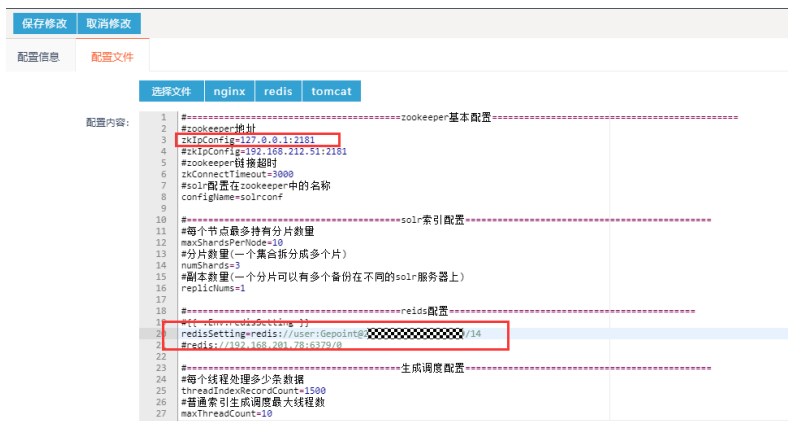 保存修改 取消修改
配置信息 配置文件
选择文件 nginx redis tomcat
配置内容:
1 #======================================zookeeper基本配置============================================
2 #zookeeper地址
3 zkIpConfig=127.0.0.1:2181
4 #zkIpConfig=192.168.212.51:2181
5 #zookeeper链接超时
6 zkConnectTimeout=3000
7 #solr配置在zookeeper中的名称
8 configName=solrconf
9
10 #======================================solr索引配置============================================
11 #每个节点最多持有分片数量
12 maxShardsPerNode=10
13 #分片数量(一个集合拆分成多个片)
14 numShards=3
15 #副本数量(一个分片可以有多个备份在不同的solr服务器上)
16 replicNums=1
17
18 #======================================reids配置============================================
19 #{{ .Env.redisSetting }}
20 redisSetting=redis://user:Gepoint@2 /14
21 #redis://192.168.201.78:6379/0
22
23 #======================================生成调度配置============================================
24 #每个线程处理多少条数据
25 threadIndexRecordCount=1500
26 #普通索引生成调度最大线程数
27 maxThreadCount=10